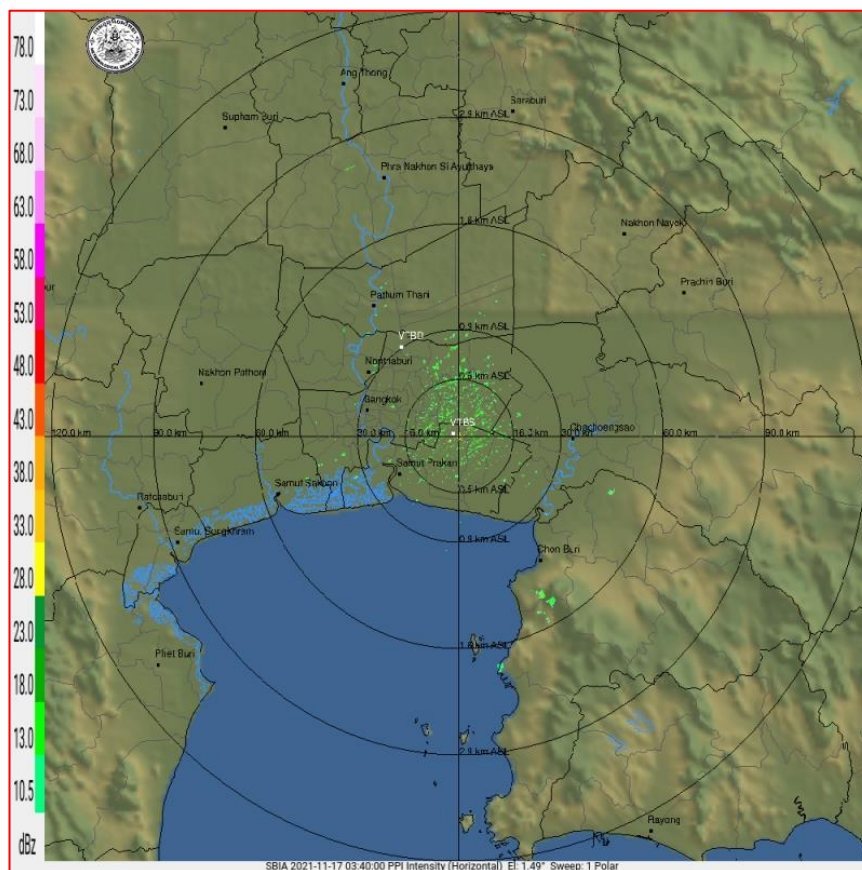 78.0
73.0
68.0
63.0
58.0
53.0
48.0
43.0
38.0
33.0
28.0
23.0
18.0
13.0
10.5
dBz
Ang Thong
Saraburi
2.9 km ASL
Supham Buri
Phra Nakhon Si Ayutthaya
1.8 km ASL
Nakhon Nayok
Prachin Buri
Pathum Thani
0.9 km ASL
VTBD
Nonthaburi
Nakhon Pathom
Bangkok
VTBS
Chachoengsao
120.0 km
90.0 km
60.0 km
30.0 km
30.0 km
60.0 km
90.0 km
Samut Prakan
Samut Sakhon
Ratchaburi
0.9 km ASL
Samut Songkhram
Chon Buri
1.8 km ASL
Phet Buri
2.9 km ASL
Rayong
SBIA 2021-11-17 03:40:00 PPI Intensity (Horizontal) El: 1.49° Sweep: 1 Polar